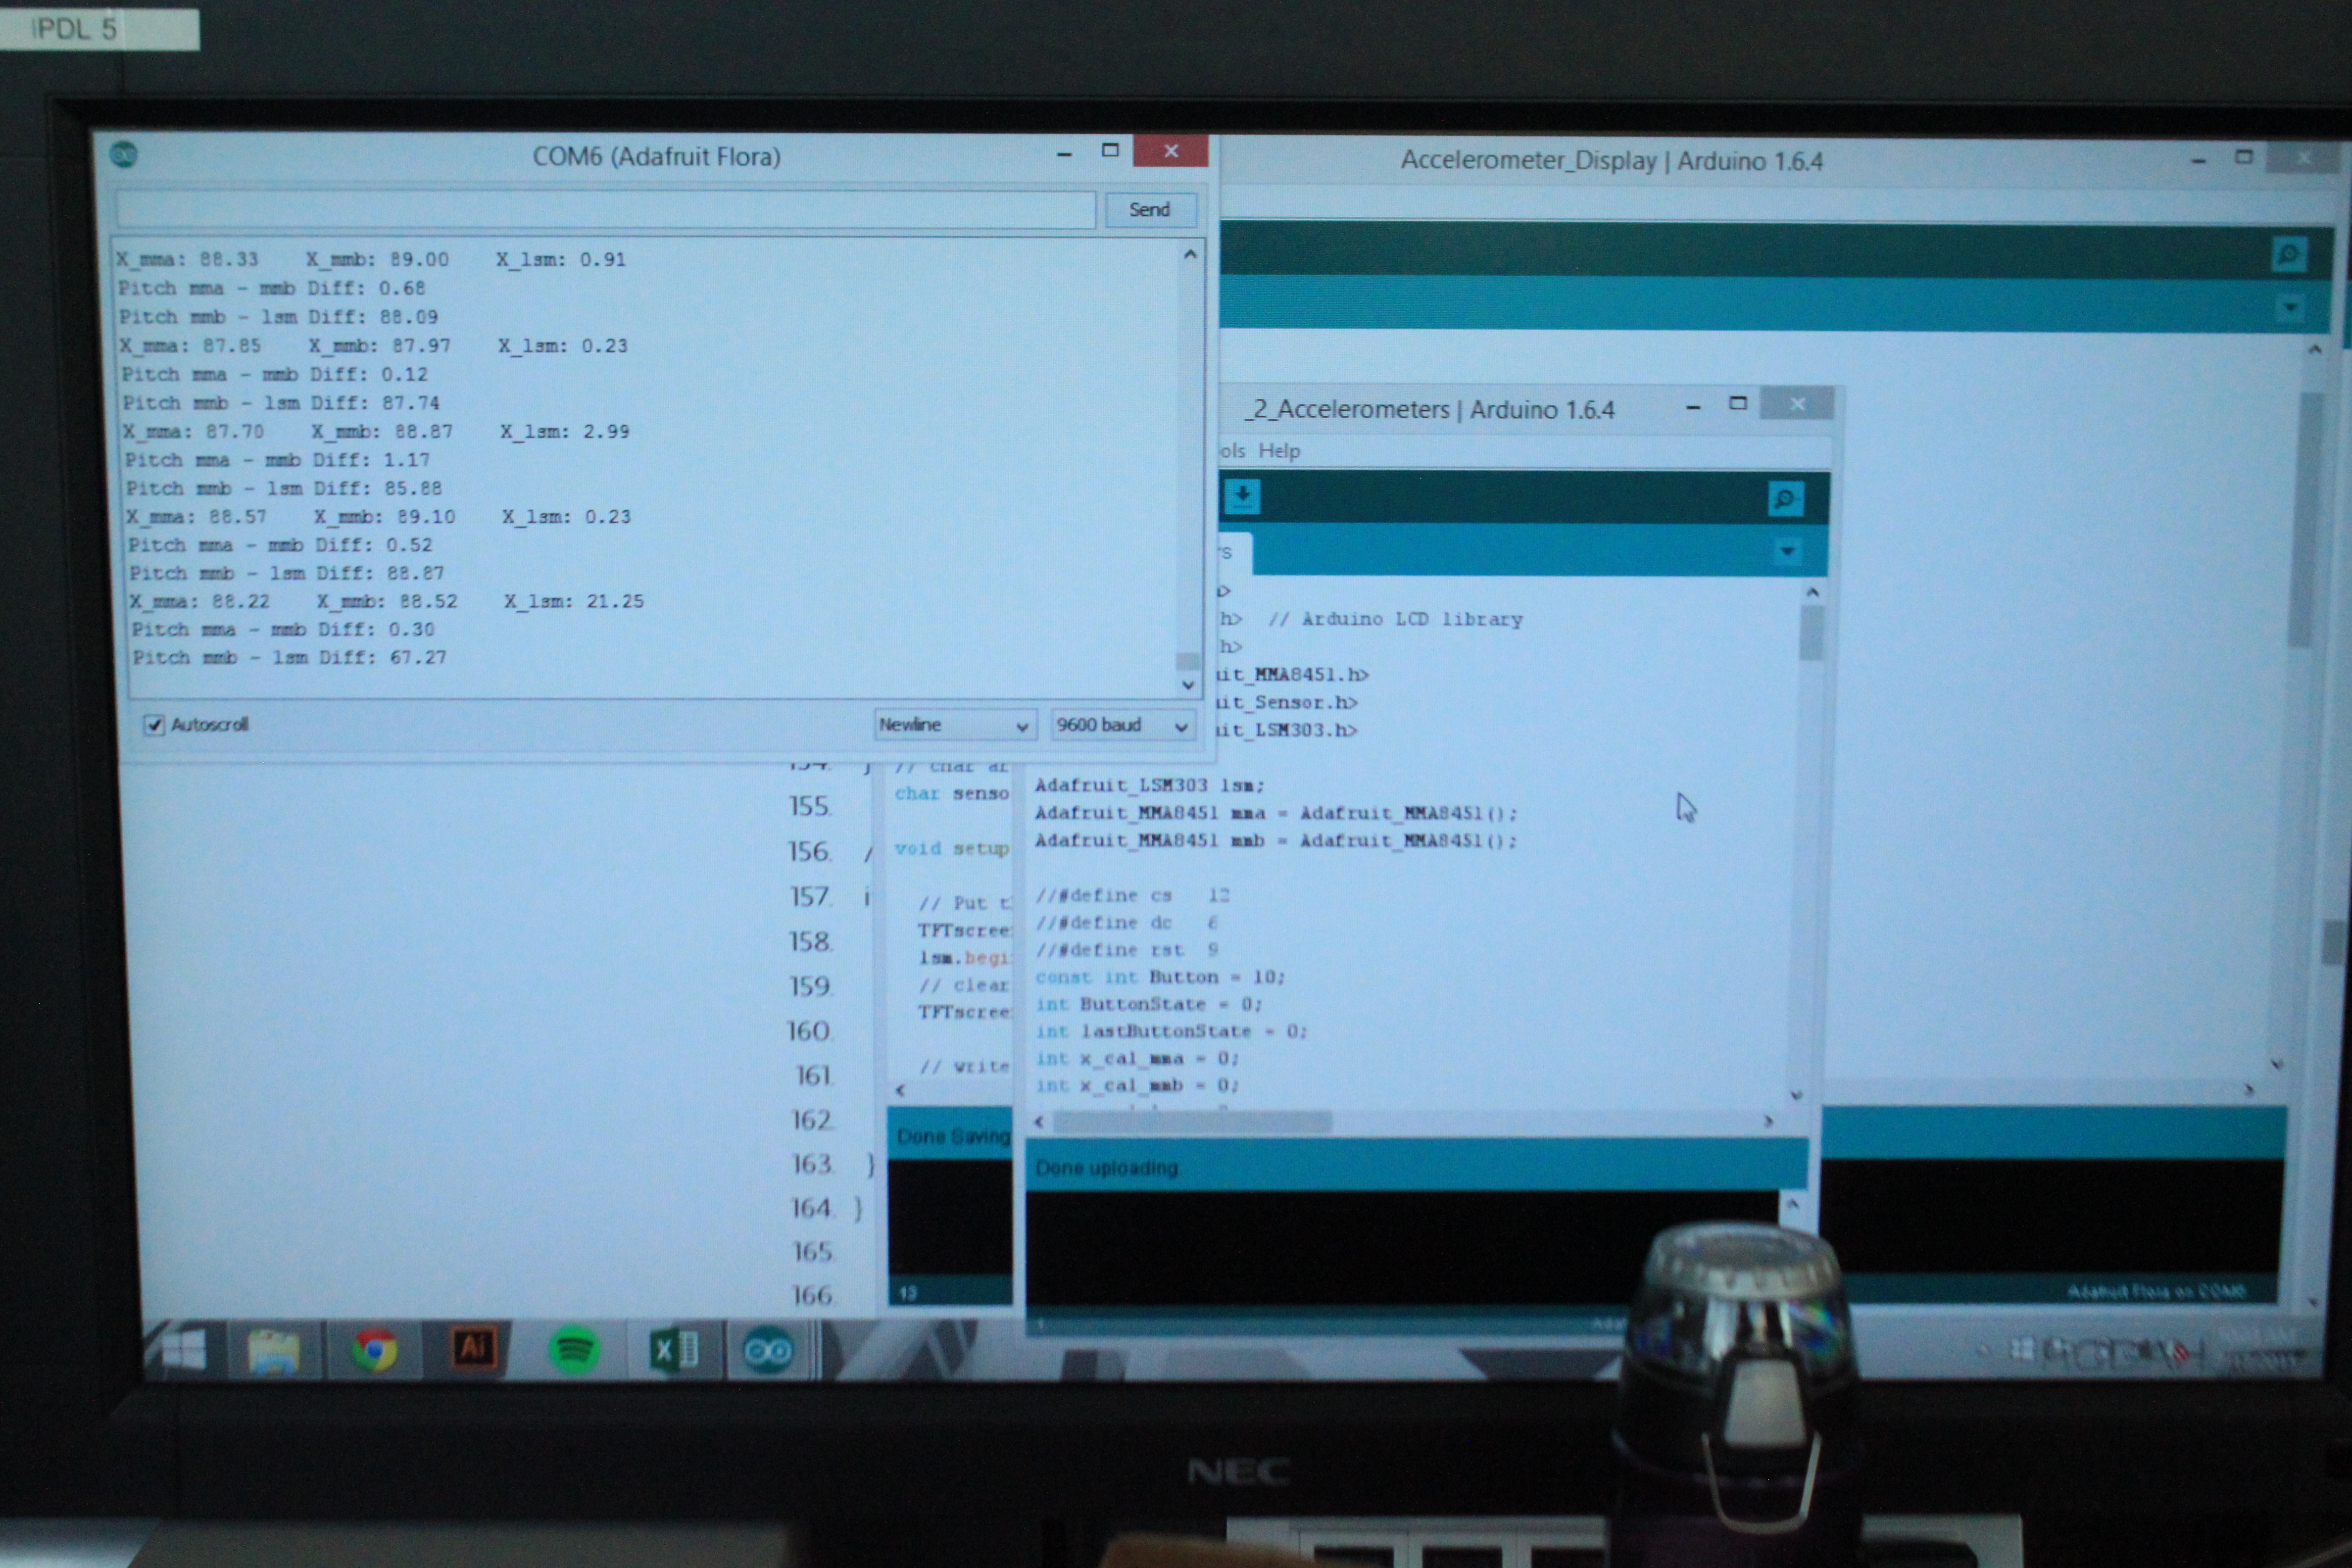 IPDL 5
COM6 (Adafruit Flora)
Send
X_mma: 88.33 X_mmb: 89.00 X_lsm: 0.91
Pitch mma - mmb Diff: 0.68
Pitch mmb - lsm Diff: 88.09
X_mma: 87.85 X_mmb: 87.97 X_lsm: 0.23
Pitch mma - mmb Diff: 0.12
Pitch mmb - lsm Diff: 87.74
X_mma: 87.70 X_mmb: 88.87 X_lsm: 2.99
Pitch mma - mmb Diff: 1.17
Pitch mmb - lsm Diff: 85.88
X_mma: 88.57 X_mmb: 89.10 X_lsm: 0.23
Pitch mma - mmb Diff: 0.52
Pitch mmb - lsm Diff: 88.87
X_mma: 88.22 X_mmb: 88.52 X_lsm: 21.25
Pitch mma - mmb Diff: 0.30
Pitch mmb - lsm Diff: 67.27
Autoscroll
Newline
9600 baud
Accelerometer_Display | Arduino 1.6.4
_2_Accelerometers | Arduino 1.6.4
ols Help
rs
>
h> // Arduino LCD library
h>
uit_MMA8451.h>
uit_Sensor.h>
uit_LSM303.h>
Adafruit_LSM303 lsm;
Adafruit_MMA8451 mma = Adafruit_MMA8451();
Adafruit_MMA8451 mmb = Adafruit_MMA8451();
//#define cs 12
//#define dc 6
//#define rst 9
const int Button = 10;
int ButtonState = 0;
int lastButtonState = 0;
int x_cal_mma = 0;
int x_cal_mmb = 0;
Done uploading.
// char ar
char senso
void setup
// Put t
TFTscree
lsm.begi
// clear
TFTscree
// write
Done Saving
13
154. }
155.
156. /
157. i
158.
159.
160.
161.
162.
163. }
164. }
165.
166.
Adafruit Flora on COM6
Ai
X
NEC